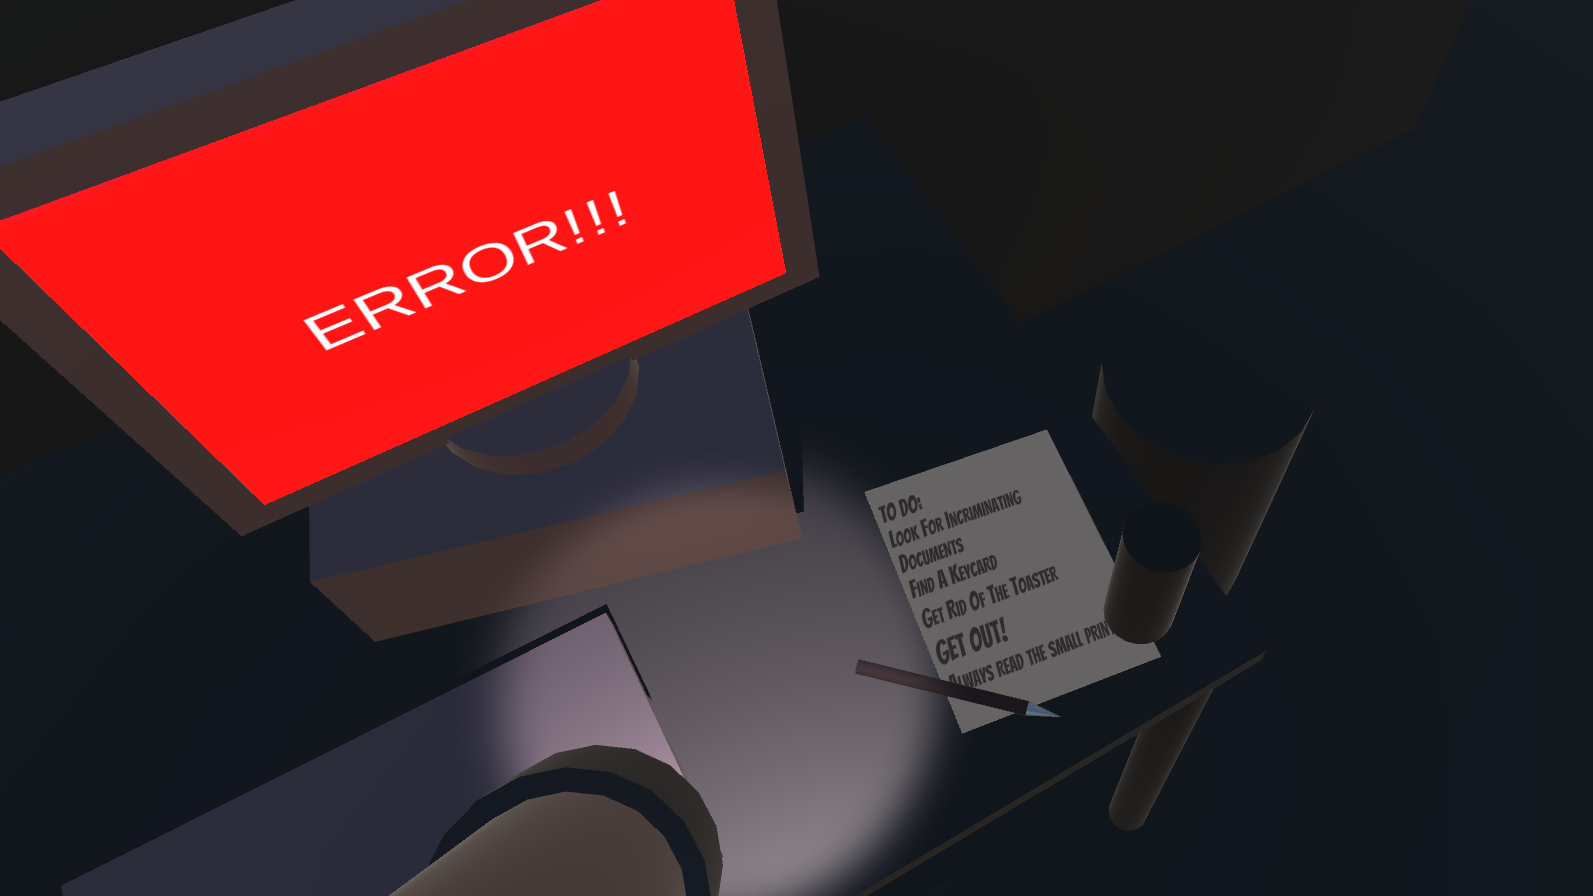 ERROR!!!
TO DO:
LOOK FOR INCRIMINATING
DOCUMENTS
FIND A KEYCARD
GET RID OF THE TOASTER
GET OUT!
ALWAYS READ THE SMALL PRINT